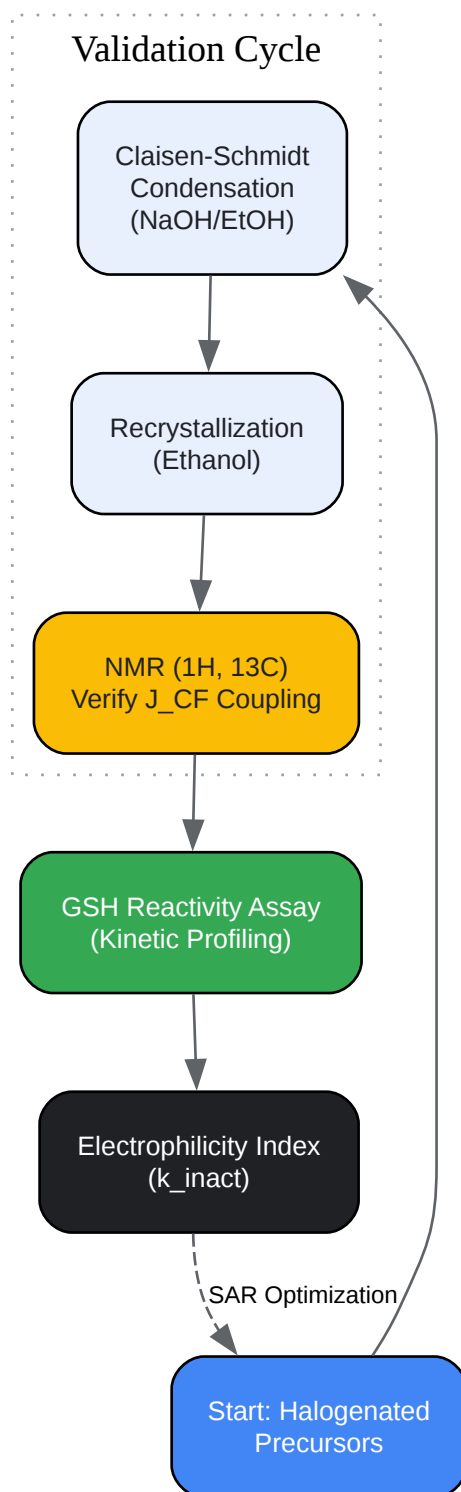 Validation Cycle
Claisen-Schmidt
Condensation
(NaOH/EtOH)
Recrystallization
(Ethanol)
NMR (1H, 13C)
Verify J_CF Coupling
GSH Reactivity Assay
(Kinetic Profiling)
Electrophilicity Index
(k_inact)
SAR Optimization
Start: Halogenated
Precursors